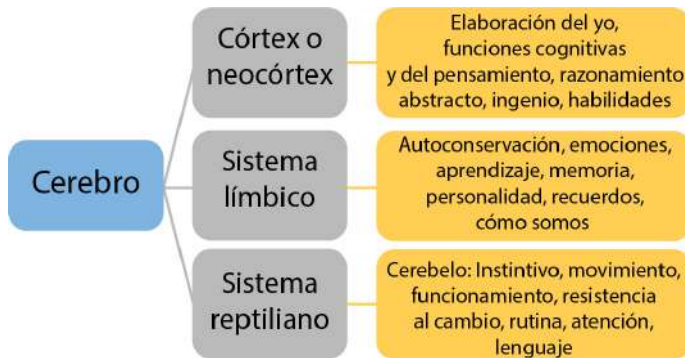 Cerebro
Córtex o
neocórtex
Elaboración del yo,
funciones cognitivas
y del pensamiento, razonamiento
abstracto, ingenio, habilidades
Sistema
límbico
Autoconservación, emociones,
aprendizaje, memoria,
personalidad, recuerdos,
cómo somos
Sistema
reptiliano
Cerebelo: Instintivo, movimiento,
funcionamiento, resistencia
al cambio, rutina, atención,
lenguaje